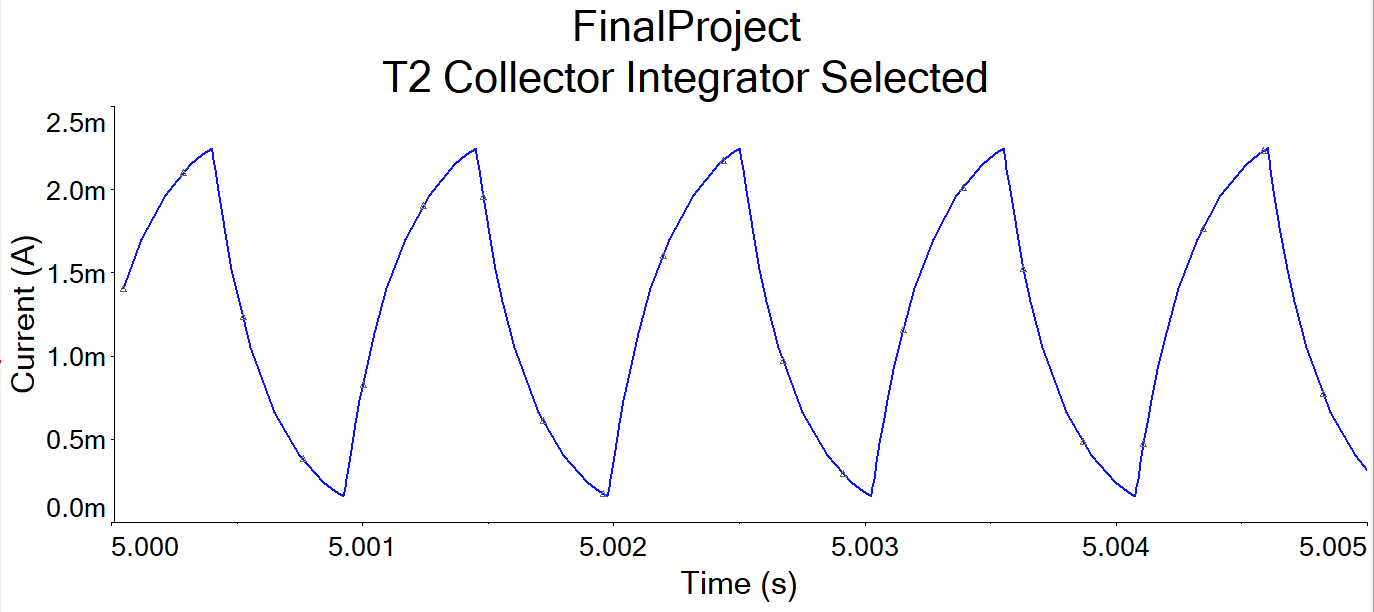 FinalProject
T2 Collector Integrator Selected
2.5m
2.0m
1.5m
1.0m
0.5m
0.0m
Current (A)
5.000 5.001 5.002 5.003 5.004 5.005
Time (s)